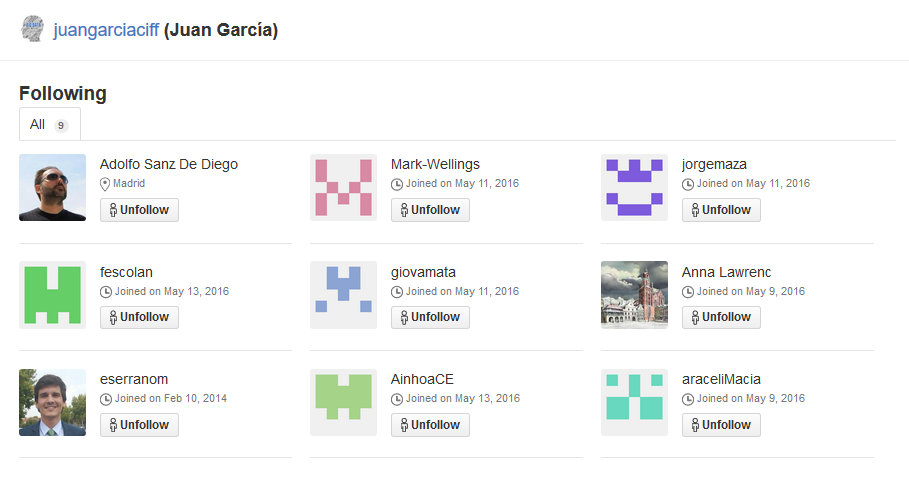 juangarciaciff (Juan García)
Following
All 9
Adolfo Sanz De Diego
Madrid
Unfollow
Mark-Wellings
Joined on May 11, 2016
Unfollow
jorgemaza
Joined on May 11, 2016
Unfollow
fescolan
Joined on May 13, 2016
Unfollow
giovamata
Joined on May 11, 2016
Unfollow
Anna Lawrenc
Joined on May 9, 2016
Unfollow
eserranom
Joined on Feb 10, 2014
Unfollow
AinhoaCE
Joined on May 13, 2016
Unfollow
araceliMacia
Joined on May 9, 2016
Unfollow